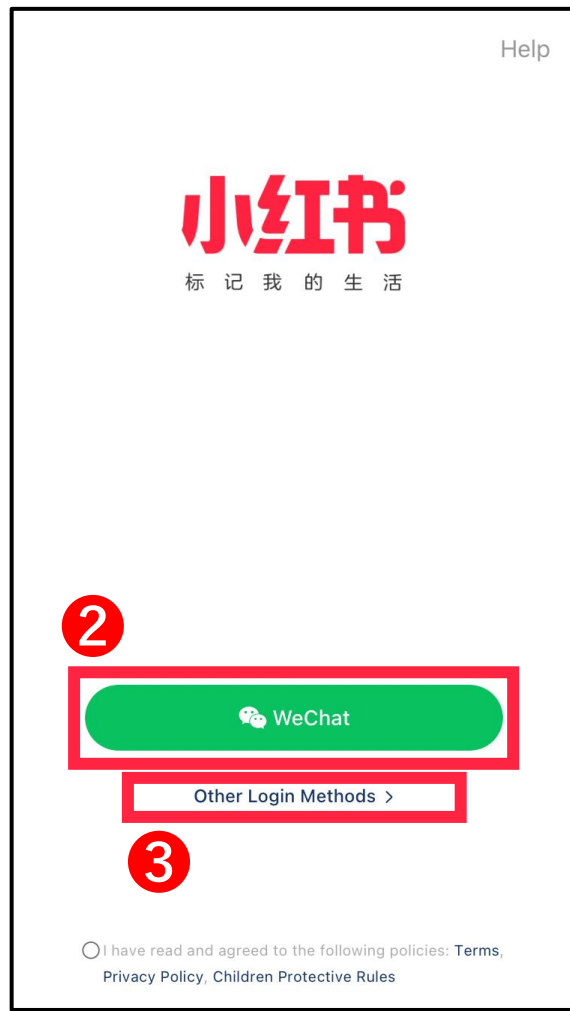 Help
小红书
标记我的生活
2
WeChat
Other Login Methods >
3
I have read and agreed to the following policies: Terms,
Privacy Policy, Children Protective Rules